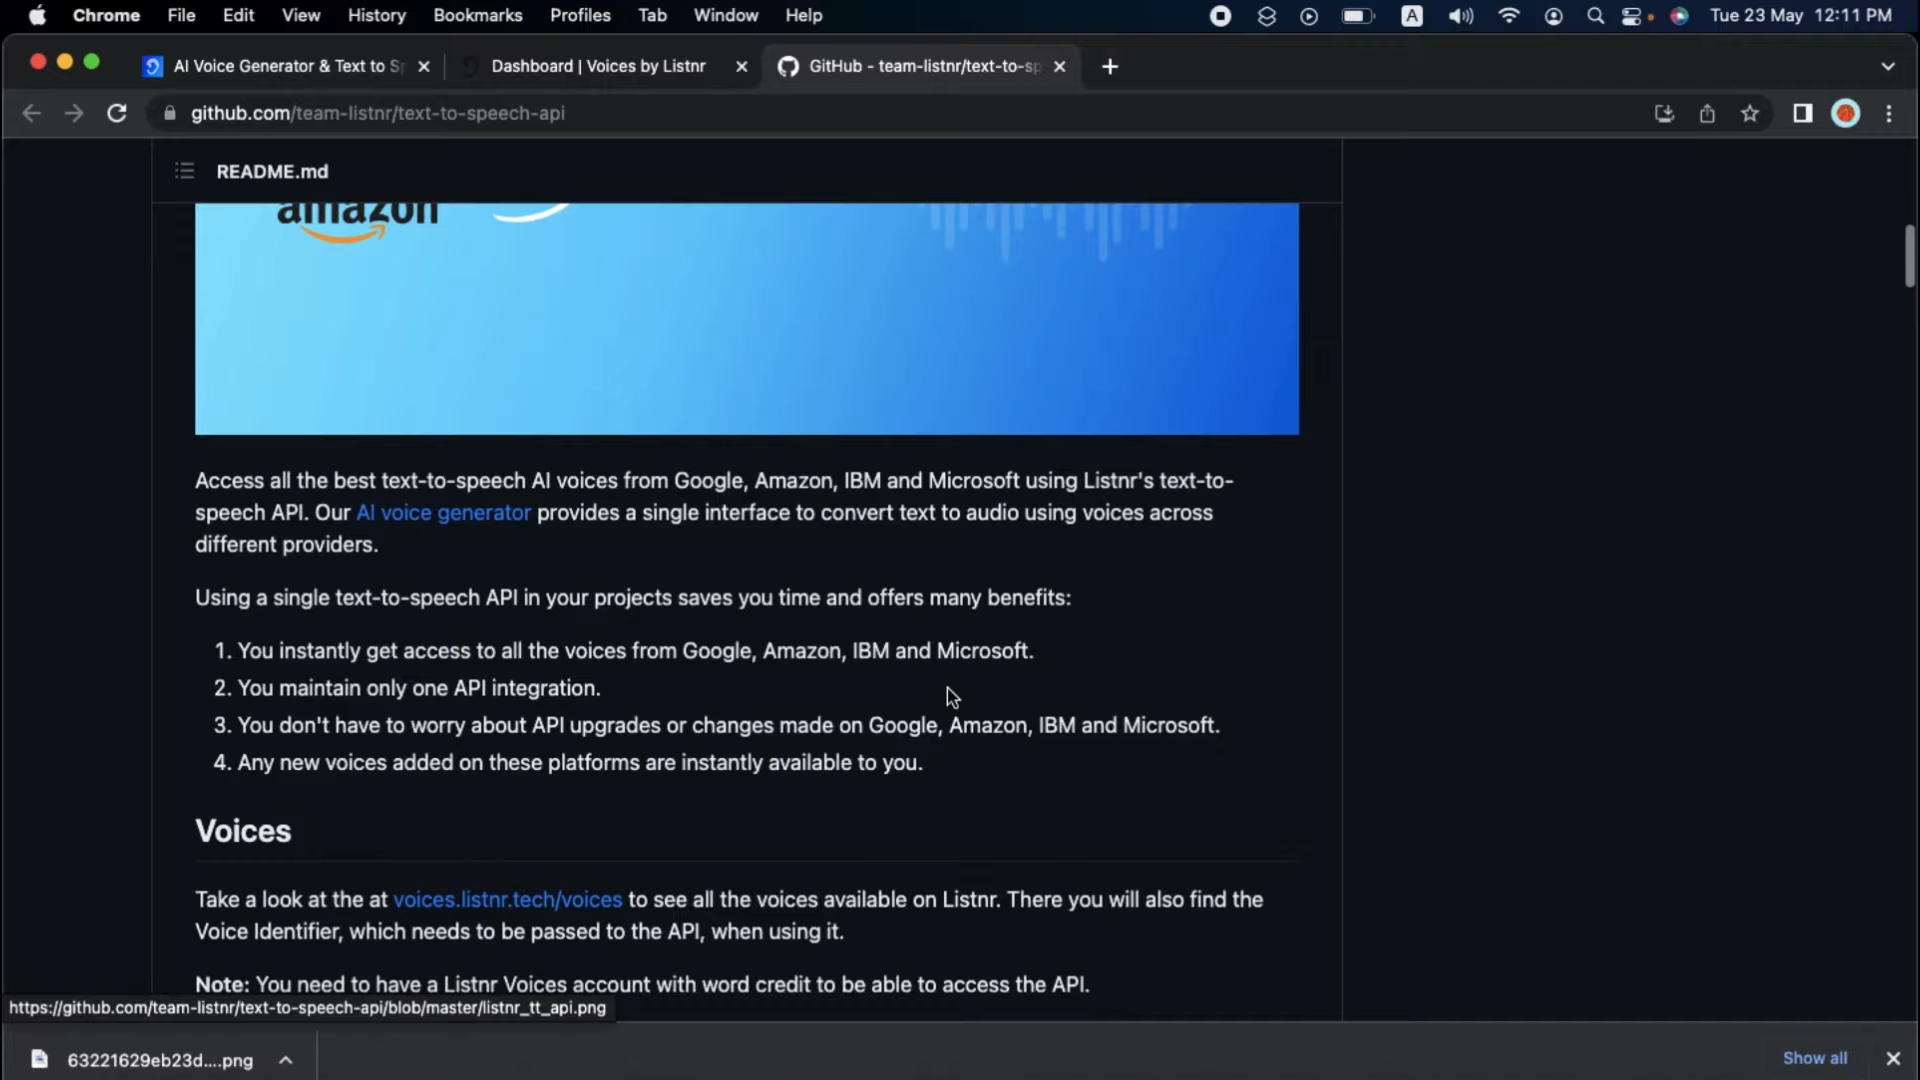 Chrome File Edit View History Bookmarks Profiles Tab Window Help A Tue 23 May 12:11 PM
AI Voice Generator & Text to Sp Dashboard | Voices by Listnr GitHub - team-listnr/text-to-sp
github.com/team-listnr/text-to-speech-api
README.md
amazon
Access all the best text-to-speech AI voices from Google, Amazon, IBM and Microsoft using Listnr's text-to-
speech API. Our AI voice generator provides a single interface to convert text to audio using voices across
different providers.
Using a single text-to-speech API in your projects saves you time and offers many benefits:
1. You instantly get access to all the voices from Google, Amazon, IBM and Microsoft.
2. You maintain only one API integration.
3. You don't have to worry about API upgrades or changes made on Google, Amazon, IBM and Microsoft.
4. Any new voices added on these platforms are instantly available to you.
Voices
Take a look at the at voices.listnr.tech/voices to see all the voices available on Listnr. There you will also find the
Voice Identifier, which needs to be passed to the API, when using it.
Note: You need to have a Listnr Voices account with word credit to be able to access the API.
https://github.com/team-listnr/text-to-speech-api/blob/master/listnr_tt_api.png
63221629eb23d....png Show all